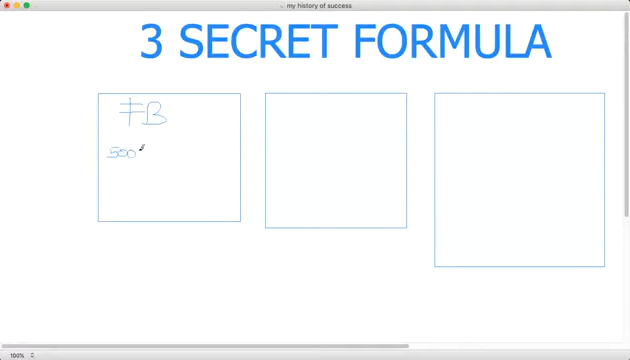 my history of success
3 SECRET FORMULA
FB
500
100%